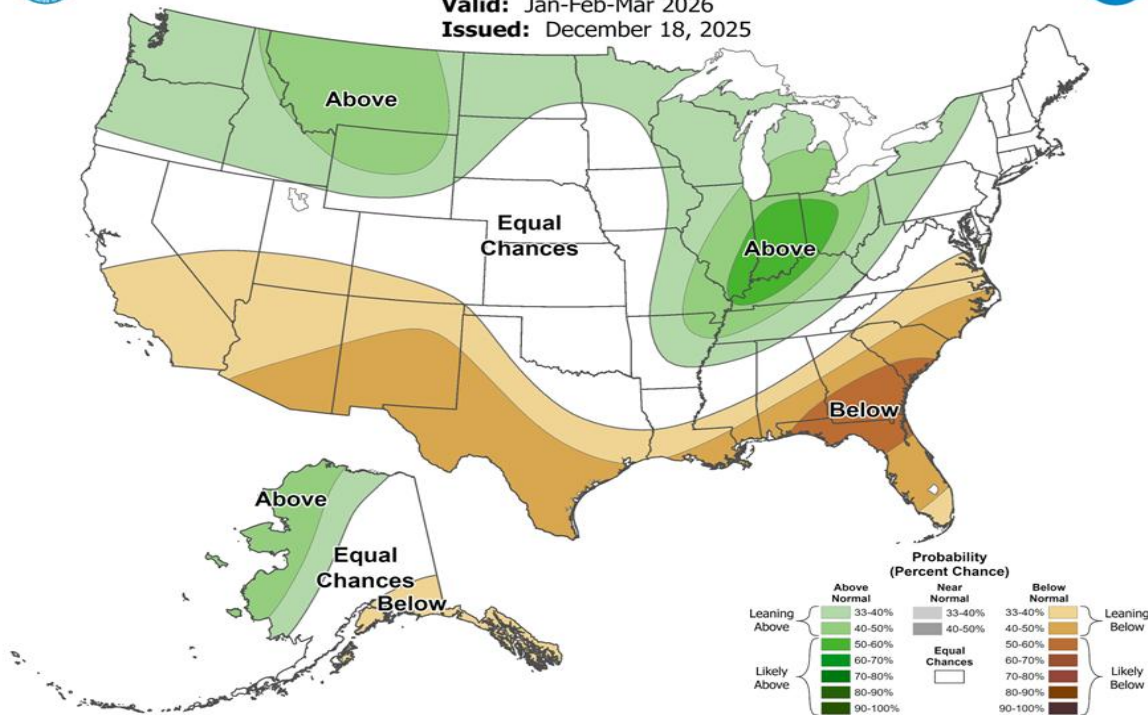 Valid: Jan-Feb-Mar 2026
Issued: December 18, 2025
Above
Equal
Chances
Above
Below
Above
Equal
Chances
Below
Probability
(Percent Chance)
Above
Normal
Near
Normal
Below
Normal
Leaning
Above
33-40%
40-50%
33-40%
40-50%
33-40%
40-50%
Leaning
Below
Likely
Above
50-60%
60-70%
70-80%
80-90%
90-100%
Equal
Chances
50-60%
60-70%
70-80%
80-90%
90-100%
Likely
Below